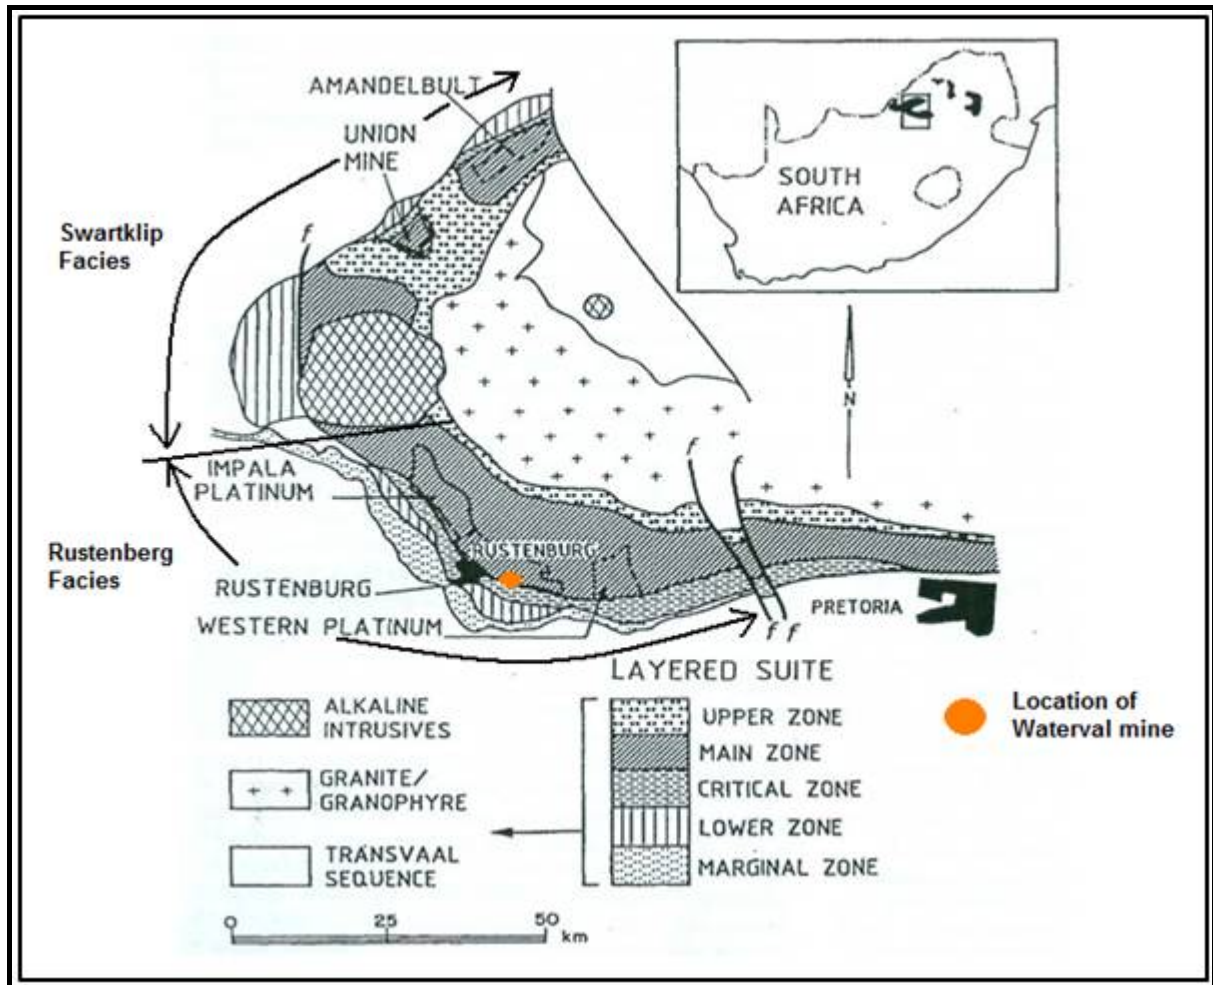 AMANDELBULT
UNION
MINE
SOUTH
AFRICA
Swartklip
Facies
f
N
f
f
IMPALA
PLATINUM
Rustenberg
Facies
RUSTENBURG
RUSTENBURG
WESTERN PLATINUM
PRETORIA
f f
LAYERED SUITE
ALKALINE
INTRUSIVES
GRANITE/
GRANOPHYRE
TRANSVAAL
SEQUENCE
UPPER ZONE
MAIN ZONE
CRITICAL ZONE
LOWER ZONE
MARGINAL ZONE
Location of
Waterval mine
0 25 50
km